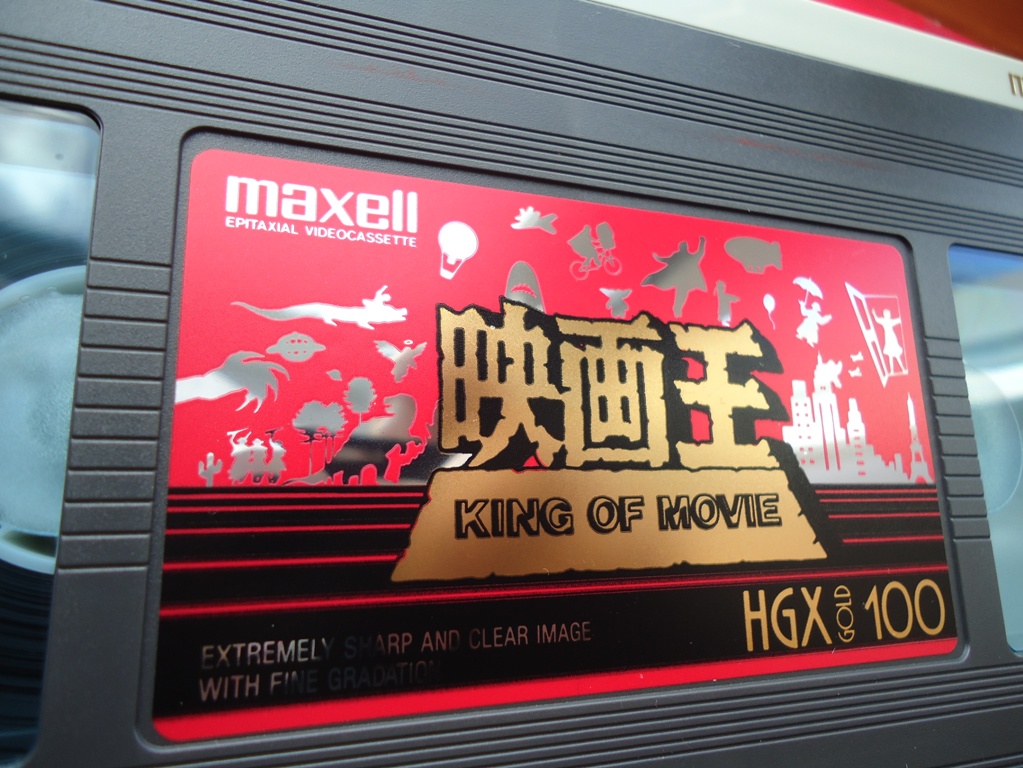 maxell
EPITAXIAL VIDEOCASSETTE
映画王
KING OF MOVIE
HGX GOLD 100
EXTREMELY SHARP AND CLEAR IMAGE
WITH FINE GRADATION